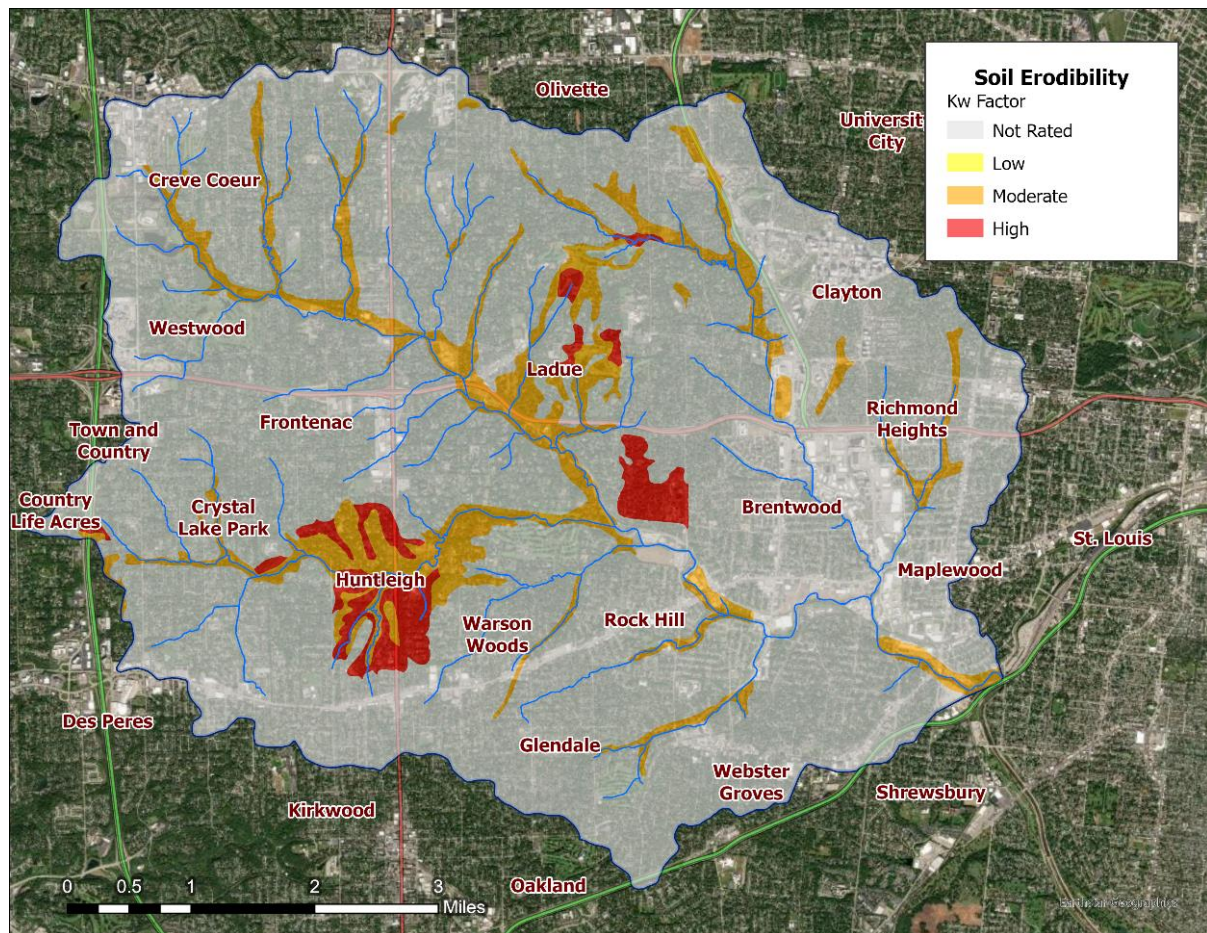 Soil Erodibility
Kw Factor
Not Rated
Low
Moderate
High
Olivette
University
City
Creve Coeur
Clayton
Westwood
Ladue
Frontenac
Richmond
Heights
Town and
Country
Country
Life Acres
Crystal
Lake Park
Brentwood
St. Louis
Maplewood
Huntleigh
Warson
Woods
Rock Hill
Des Peres
Glendale
Webster
Groves
Shrewsbury
Kirkwood
Oakland
0 0.5 1 2 3
Miles